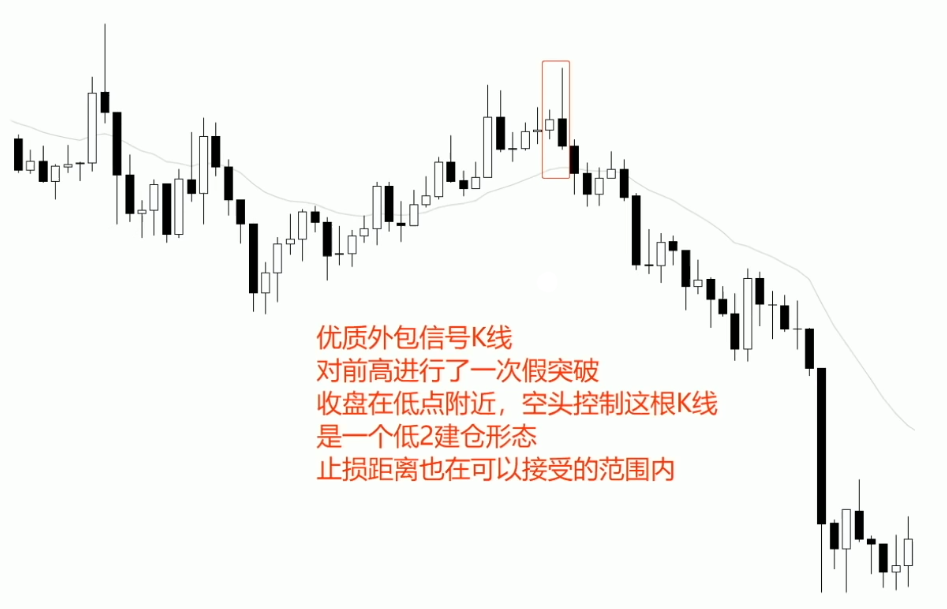 优质外包信号K线
对前高进行了一次假突破
收盘在低点附近，空头控制这根K线
是一个低2建仓形态
止损距离也在可以接受的范围内